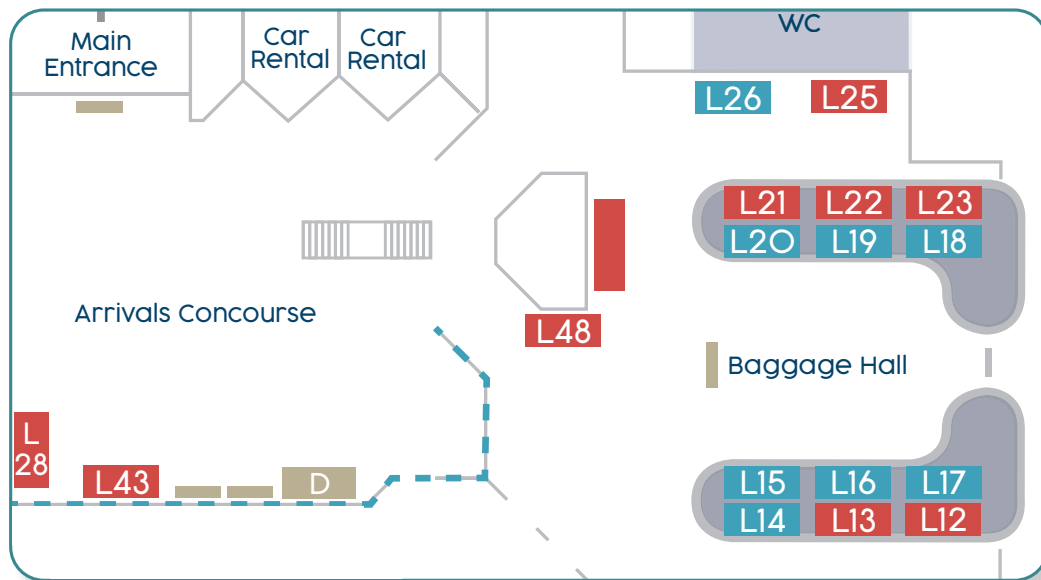 Main
Entrance
Car
Rental
Car
Rental
WC
L26
L25
L21
L22
L23
L20
L19
L18
Arrivals Concourse
L48
Baggage Hall
L
28
L43
D
L15
L16
L17
L14
L13
L12